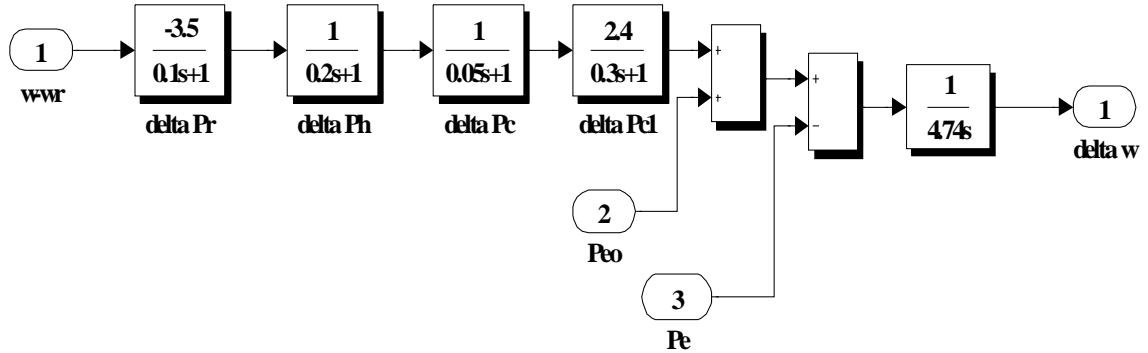 1
w-wr
-3.5
0.1s+1
delta Pr
1
0.2s+1
delta Ph
1
0.05s+1
delta Pc
2.4
0.3s+1
delta Pc1
+
+
+
−
1
4.74s
1
delta w
2
Peo
3
Pe